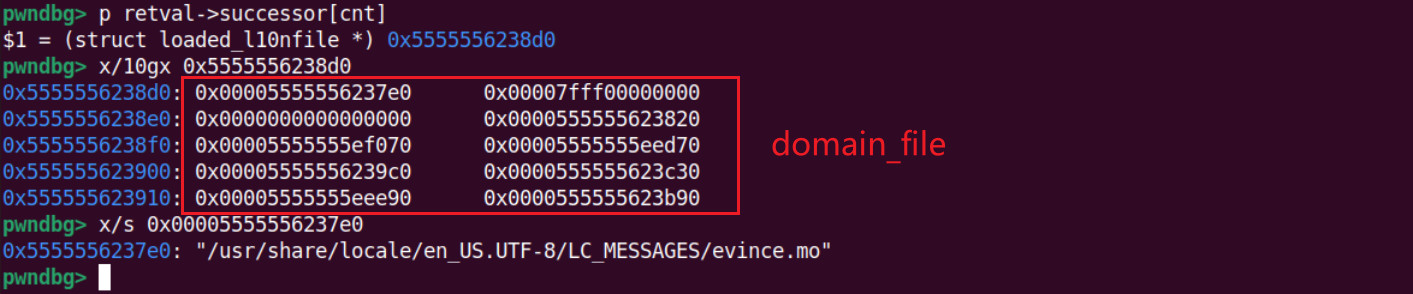 pwndbg> p retval->successor[cnt]
$1 = (struct loaded_l10nfile *) 0x5555556238d0
pwndbg> x/10gx 0x5555556238d0
0x5555556238d0: 0x00005555556237e0 0x00007fff00000000
0x5555556238e0: 0x0000000000000000 0x0000555555623820
0x5555556238f0: 0x00005555555ef070 0x00005555555eed70
0x555555623900: 0x00005555556239c0 0x0000555555623c30
0x555555623910: 0x00005555555eee90 0x0000555555623b90
domain_file
pwndbg> x/s 0x00005555556237e0
0x5555556237e0: "/usr/share/locale/en_US.UTF-8/LC_MESSAGES/evince.mo"
pwndbg>